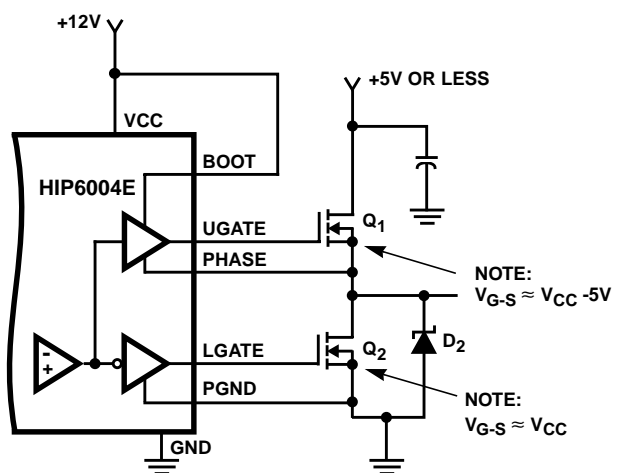 +12V
+5V OR LESS
VCC
BOOT
HIP6004E
UGATE
Q1
PHASE
NOTE:
VG-S ≈ VCC -5V
- +
LGATE
Q2
D2
PGND
NOTE:
VG-S ≈ VCC
GND